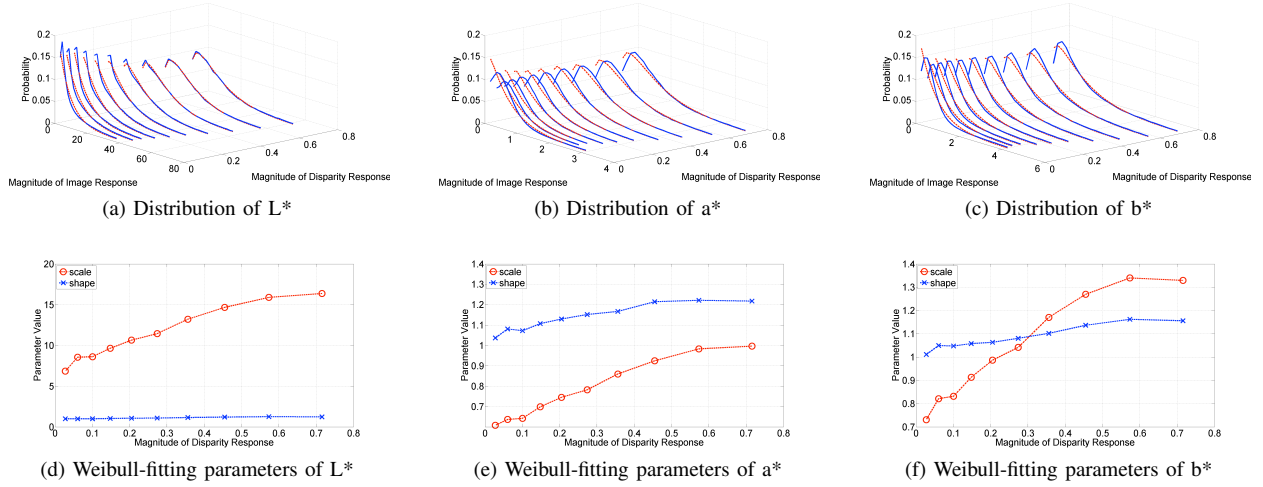 0.2
0.15
0.1
0.05
0
Probability
20
40
60
80
0
0.2
0.4
0.6
0.8
Magnitude of Image Response
Magnitude of Disparity Response
(a) Distribution of L*
0.2
0.15
0.1
0.05
0
Probability
1
2
3
4
0
0.2
0.4
0.6
0.8
Magnitude of Image Response
Magnitude of Disparity Response
(b) Distribution of a*
0.2
0.15
0.1
0.05
0
Probability
2
4
6
0
0.2
0.4
0.6
0.8
Magnitude of Image Response
Magnitude of Disparity Response
(c) Distribution of b*
20
15
10
5
0
Parameter Value
scale
shape
0 0.1 0.2 0.3 0.4 0.5 0.6 0.7 0.8
Magnitude of Disparity Response
(d) Weibull-fitting parameters of L*
1.4
1.3
1.2
1.1
1
0.9
0.8
0.7
Parameter Value
scale
shape
0 0.1 0.2 0.3 0.4 0.5 0.6 0.7 0.8
Magnitude of Disparity Response
(e) Weibull-fitting parameters of a*
1.4
1.3
1.2
1.1
1
0.9
0.8
0.7
Parameter Value
scale
shape
0 0.1 0.2 0.3 0.4 0.5 0.6 0.7 0.8
Magnitude of Disparity Response
(f) Weibull-fitting parameters of b*